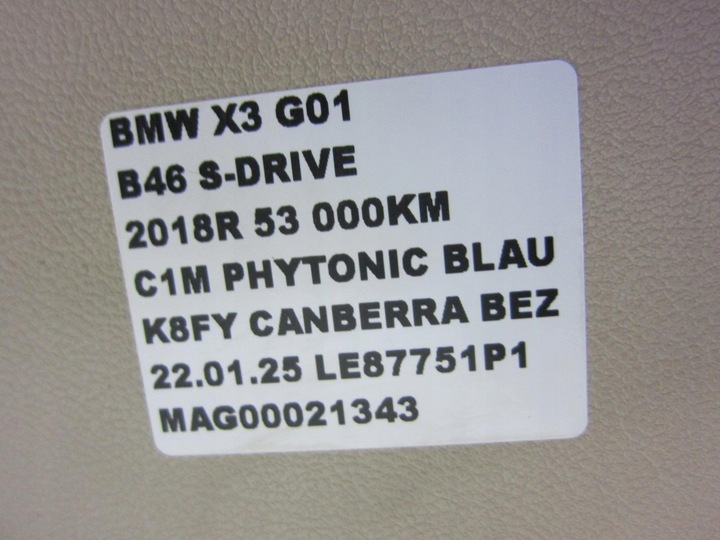 BMW X3 G01
B46 S-DRIVE
2018R 53 000KM
C1M PHYTONIC BLAU
K8FY CANBERRA BEZ
22.01.25 LE87751P1
MAG00021343